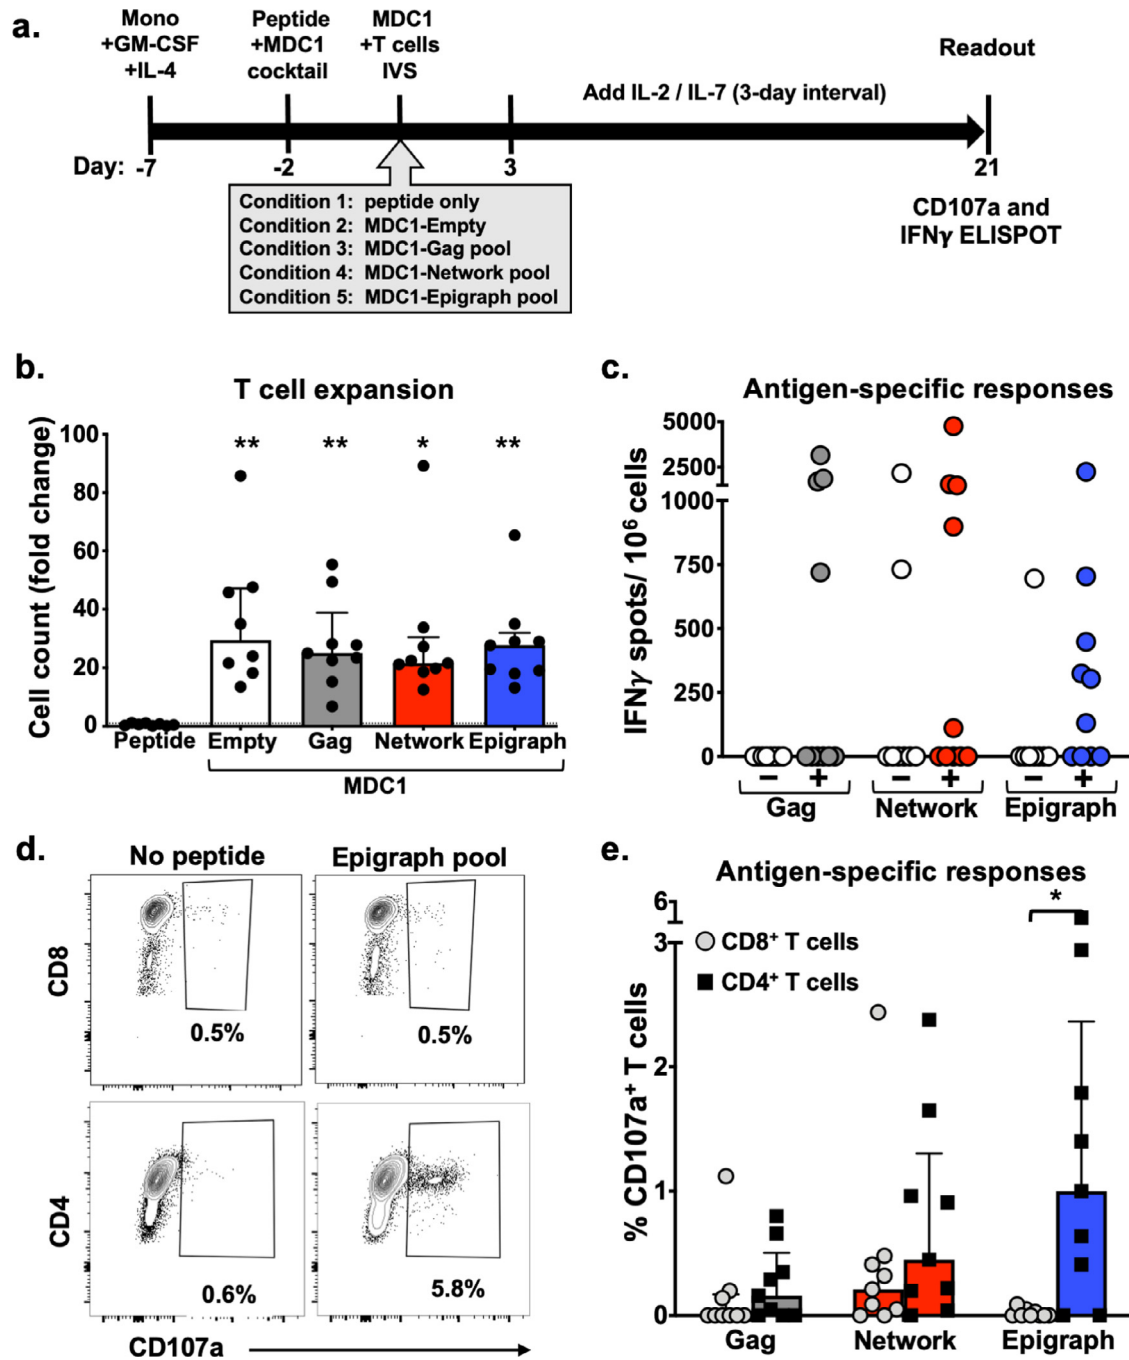 a.
Mono
+GM-CSF
+IL-4
Peptide
+MDC1
cocktail
MDC1
+T cells
IVS
Add IL-2 / IL-7 (3-day interval)
Readout
Day: -7 -2 3 21
Condition 1: peptide only
Condition 2: MDC1-Empty
Condition 3: MDC1-Gag pool
Condition 4: MDC1-Network pool
Condition 5: MDC1-Epigraph pool
CD107a and
IFNγ ELISPOT
b.
T cell expansion
Cell count (fold change)
100
80
60
40
20
0
** ** * **
Peptide Empty Gag Network Epigraph
MDC1
c.
Antigen-specific responses
IFNγ spots/ 10⁶ cells
5000
2500
1000
750
500
250
0
− + − + − +
Gag Network Epigraph
d.
No peptide Epigraph pool
CD8
0.5% 0.5%
CD4
0.6% 5.8%
CD107a
e.
Antigen-specific responses
% CD107a⁺ T cells
6
3
2
1
0
*
CD8⁺ T cells
CD4⁺ T cells
Gag Network Epigraph